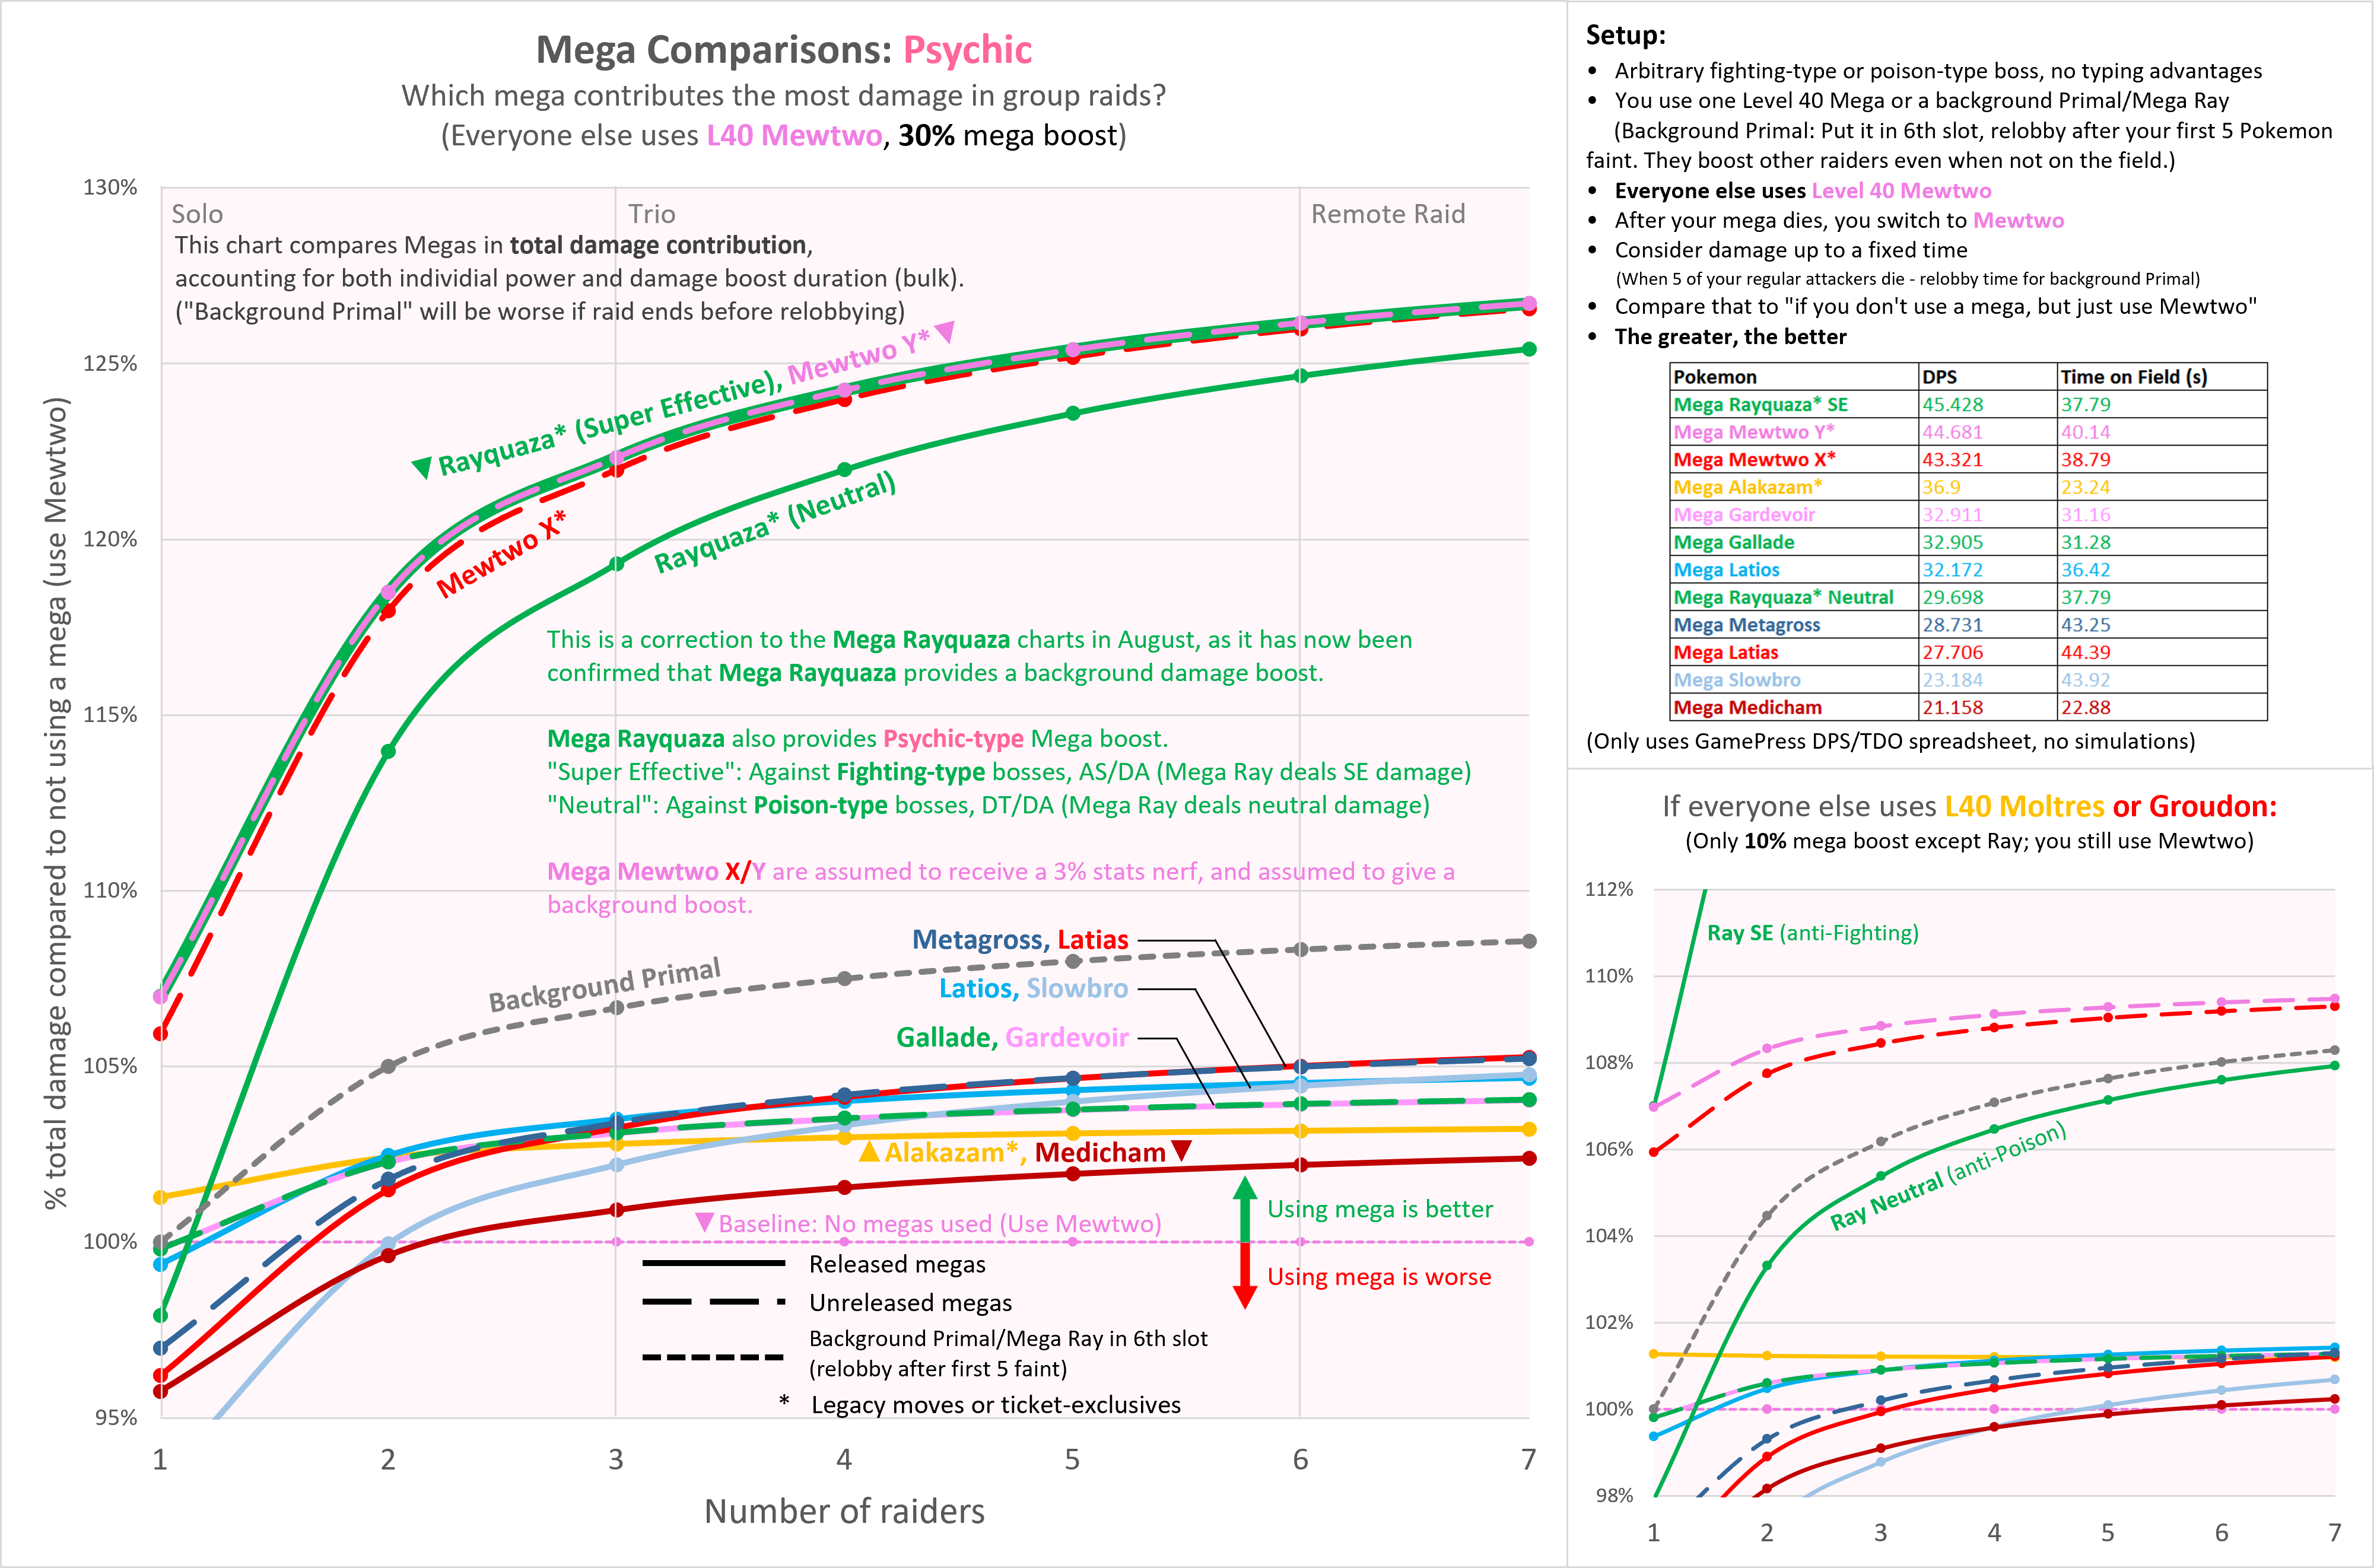 Mega Comparisons: Psychic
Which mega contributes the most damage in group raids?
(Everyone else uses L40 Mewtwo, 30% mega boost)
% total damage compared to not using a mega (use Mewtwo)
130%
125%
120%
115%
110%
105%
100%
95%
Solo
Trio
Remote Raid
This chart compares Megas in total damage contribution,
accounting for both individial power and damage boost duration (bulk).
("Background Primal" will be worse if raid ends before relobbying)
▼Rayquaza* (Super Effective), Mewtwo Y*▼
Mewtwo X*
Rayquaza* (Neutral)
This is a correction to the Mega Rayquaza charts in August, as it has now been
confirmed that Mega Rayquaza provides a background damage boost.
Mega Rayquaza also provides Psychic-type Mega boost.
"Super Effective": Against Fighting-type bosses, AS/DA (Mega Ray deals SE damage)
"Neutral": Against Poison-type bosses, DT/DA (Mega Ray deals neutral damage)
Mega Mewtwo X/Y are assumed to receive a 3% stats nerf, and assumed to give a
background boost.
Metagross, Latias
Background Primal
Latios, Slowbro
Gallade, Gardevoir
▲Alakazam*, Medicham▼
▼Baseline: No megas used (Use Mewtwo)
Using mega is better
Using mega is worse
Released megas
Unreleased megas
Background Primal/Mega Ray in 6th slot
(relobby after first 5 faint)
* Legacy moves or ticket-exclusives
1 2 3 4 5 6 7
Number of raiders
Setup:
• Arbitrary fighting-type or poison-type boss, no typing advantages
• You use one Level 40 Mega or a background Primal/Mega Ray
(Background Primal: Put it in 6th slot, relobby after your first 5 Pokemon
faint. They boost other raiders even when not on the field.)
• Everyone else uses Level 40 Mewtwo
• After your mega dies, you switch to Mewtwo
• Consider damage up to a fixed time
(When 5 of your regular attackers die - relobby time for background Primal)
• Compare that to "if you don't use a mega, but just use Mewtwo"
• The greater, the better
Pokemon DPS Time on Field (s)
Mega Rayquaza* SE 45.428 37.79
Mega Mewtwo Y* 44.681 40.14
Mega Mewtwo X* 43.321 38.79
Mega Alakazam* 36.9 23.24
Mega Gardevoir 32.911 31.16
Mega Gallade 32.905 31.28
Mega Latios 32.172 36.42
Mega Rayquaza* Neutral 29.698 37.79
Mega Metagross 28.731 43.25
Mega Latias 27.706 44.39
Mega Slowbro 23.184 43.92
Mega Medicham 21.158 22.88
(Only uses GamePress DPS/TDO spreadsheet, no simulations)
If everyone else uses L40 Moltres or Groudon:
(Only 10% mega boost except Ray; you still use Mewtwo)
112%
110%
108%
106%
104%
102%
100%
98%
Ray SE (anti-Fighting)
Ray Neutral (anti-Poison)
1 2 3 4 5 6 7